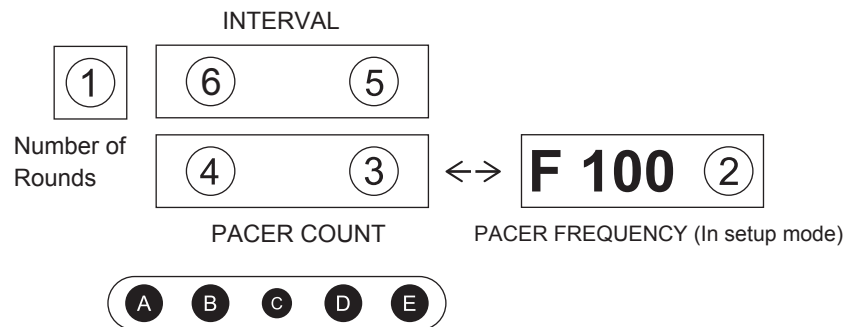 INTERVAL
1 6 5
Number of
Rounds
4 3 <-> F 100 2
PACER COUNT PACER FREQUENCY (In setup mode)
A B C D E